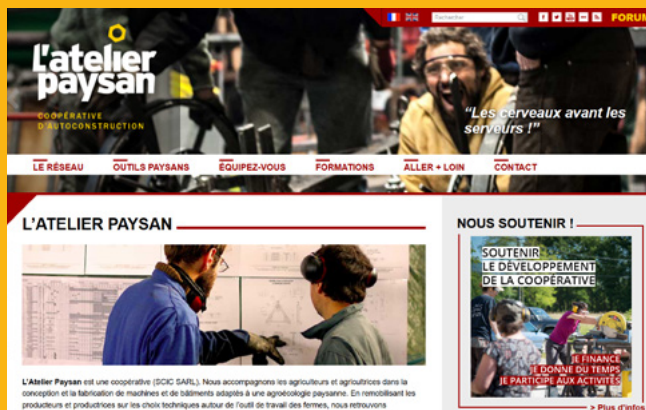 Rechercher
FORUM
L'atelier
paysan
COOPÉRATIVE
D'AUTOCONSTRUCTION
"Les cerveaux avant les
serveurs !"
LE RÉSEAU OUTILS PAYSANS ÉQUIPEZ-VOUS FORMATIONS ALLER + LOIN CONTACT
L'ATELIER PAYSAN
NOUS SOUTENIR !
SOUTENIR
LE DÉVELOPPEMENT
DE LA COOPÉRATIVE
JE FINANCE
JE DONNE DU TEMPS
JE PARTICIPE AUX ACTIVITÉS
> Plus d'infos
L'Atelier Paysan est une coopérative (SCIC SARL). Nous accompagnons les agriculteurs et agricultrices dans la
conception et la fabrication de machines et de bâtiments adaptés à une agroécologie paysanne. En remobilisant les
producteurs et productrices sur les choix techniques autour de l'outil de travail des fermes, nous retrouvons